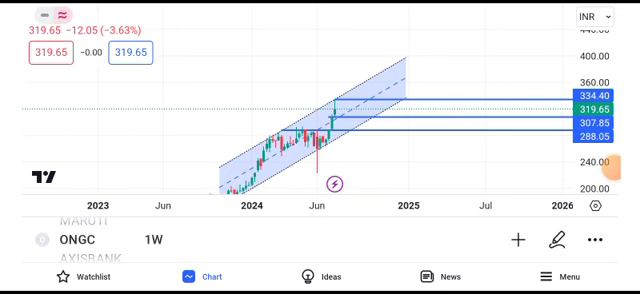 INR
319.65 −12.05 (−3.63%)
319.65 −0.00 319.65
440.00
400.00
360.00
334.40
319.65
307.85
288.05
240.00
200.00
2023 Jun 2024 Jun 2025 Jul 2026
MARUTI
ONGC 1W
AXISBANK
Watchlist Chart Ideas News Menu